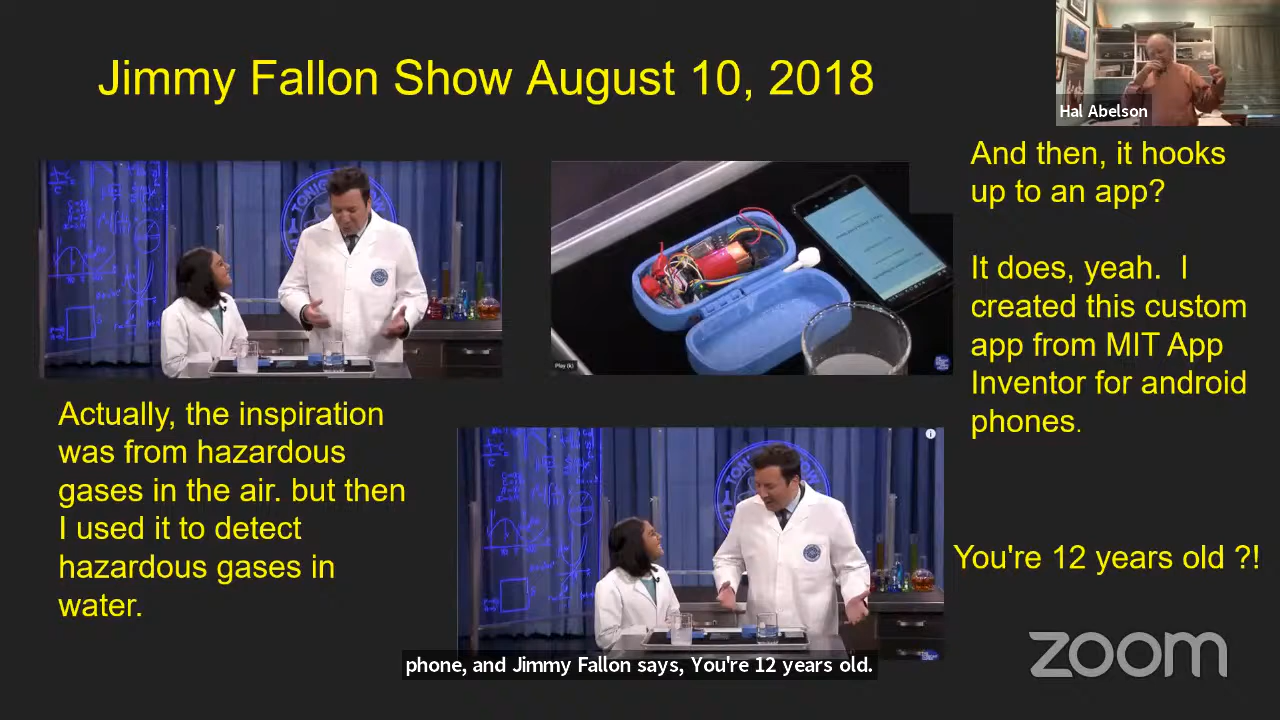 Jimmy Fallon Show August 10, 2018
Hal Abelson
And then, it hooks
up to an app?
It does, yeah. I
created this custom
app from MIT App
Inventor for android
phones.
Play (k)
Actually, the inspiration
was from hazardous
gases in the air. but then
I used it to detect
hazardous gases in
water.
You're 12 years old ?!
phone, and Jimmy Fallon says, You're 12 years old.
zoom